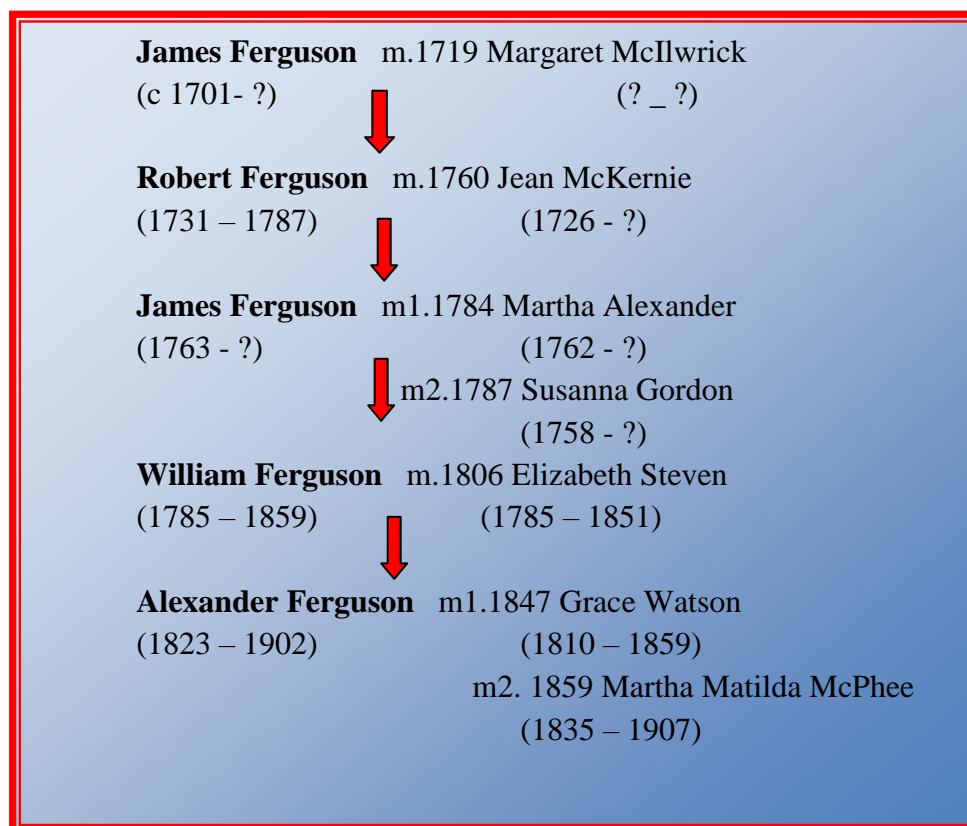 James Ferguson m.1719 Margaret McIlwrick
(c 1701- ?) (? _ ?)
Robert Ferguson m.1760 Jean McKernie
(1731 – 1787) (1726 - ?)
James Ferguson m1.1784 Martha Alexander
(1763 - ?) (1762 - ?)
m2.1787 Susanna Gordon
(1758 - ?)
William Ferguson m.1806 Elizabeth Steven
(1785 – 1859) (1785 – 1851)
Alexander Ferguson m1.1847 Grace Watson
(1823 – 1902) (1810 – 1859)
m2. 1859 Martha Matilda McPhee
(1835 – 1907)